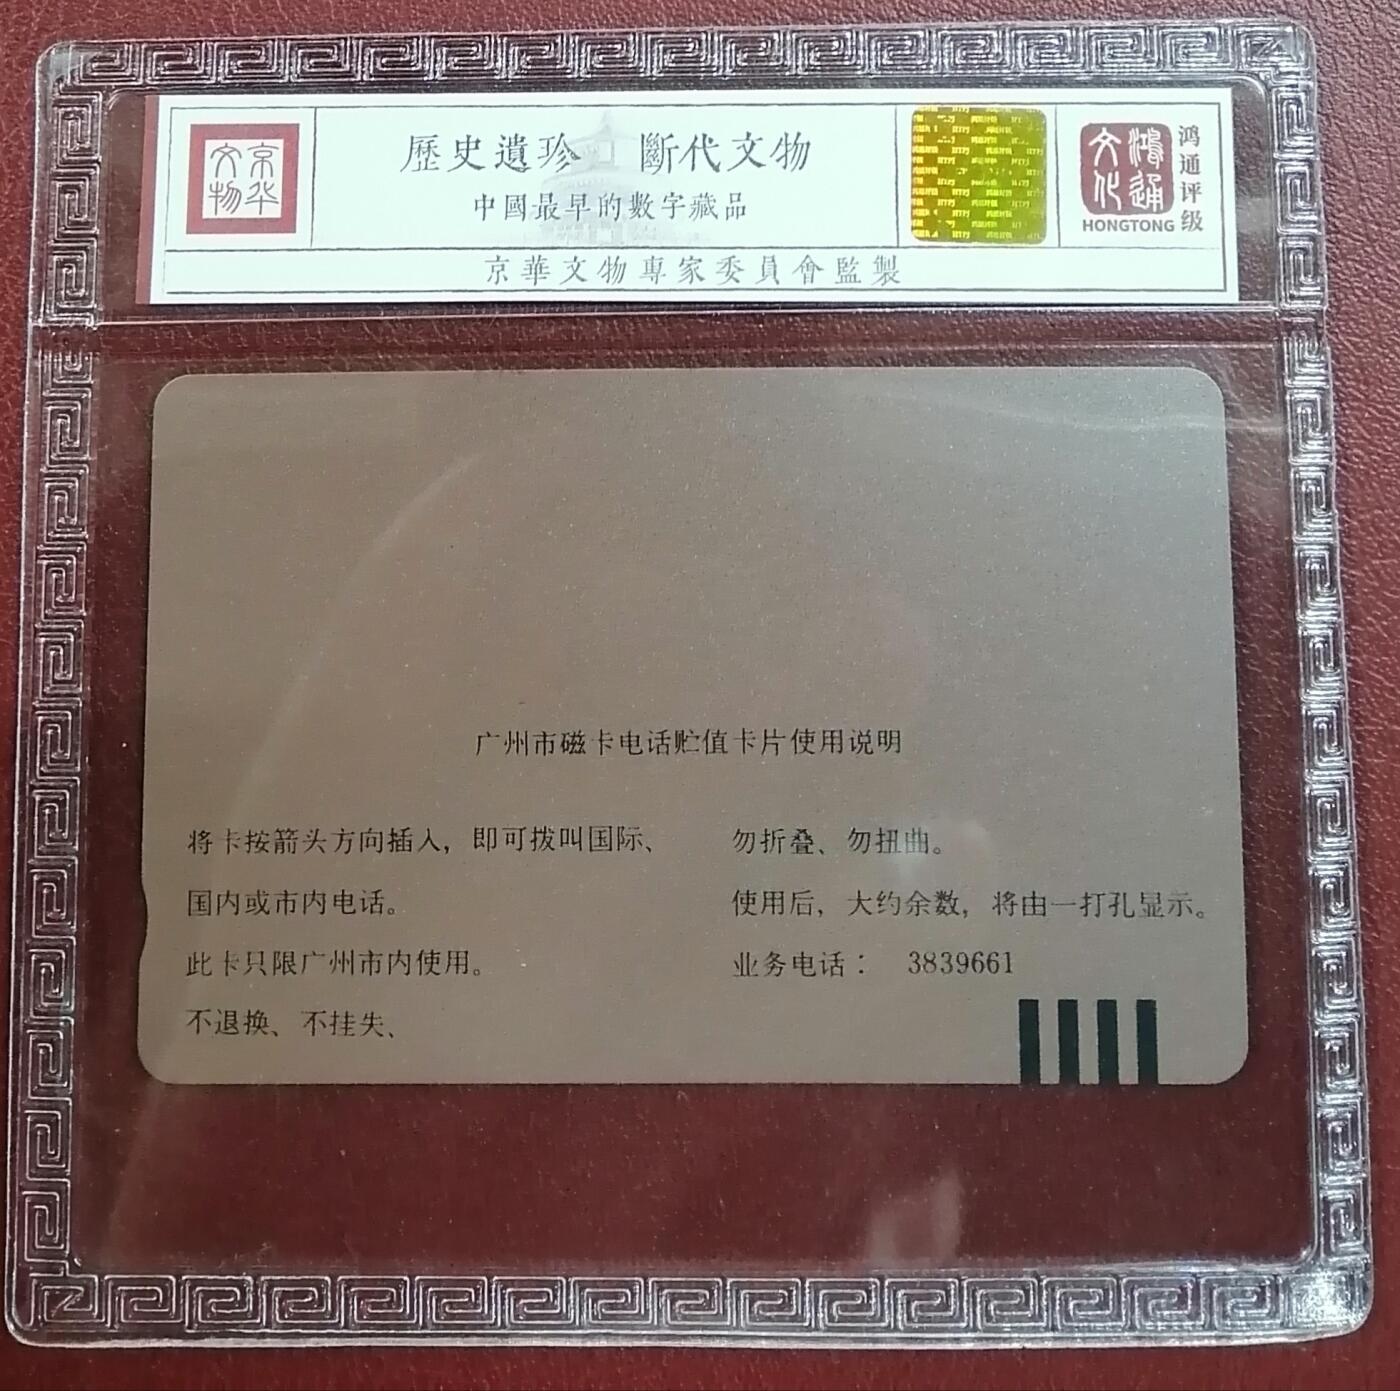 京华
文物
歷史遺珍 斷代文物
中國最早的數字藏品
京華文物專家委員會監製
鴻通
文化
HONGTONG
鸿通评级
广州市磁卡电话贮值卡片使用说明
将卡按箭头方向插入，即可拨叫国际、
国内或市内电话。
此卡只限广州市内使用。
不退换、不挂失、
勿折叠、勿扭曲。
使用后，大约余数，将由一打孔显示。
业务电话： 3839661